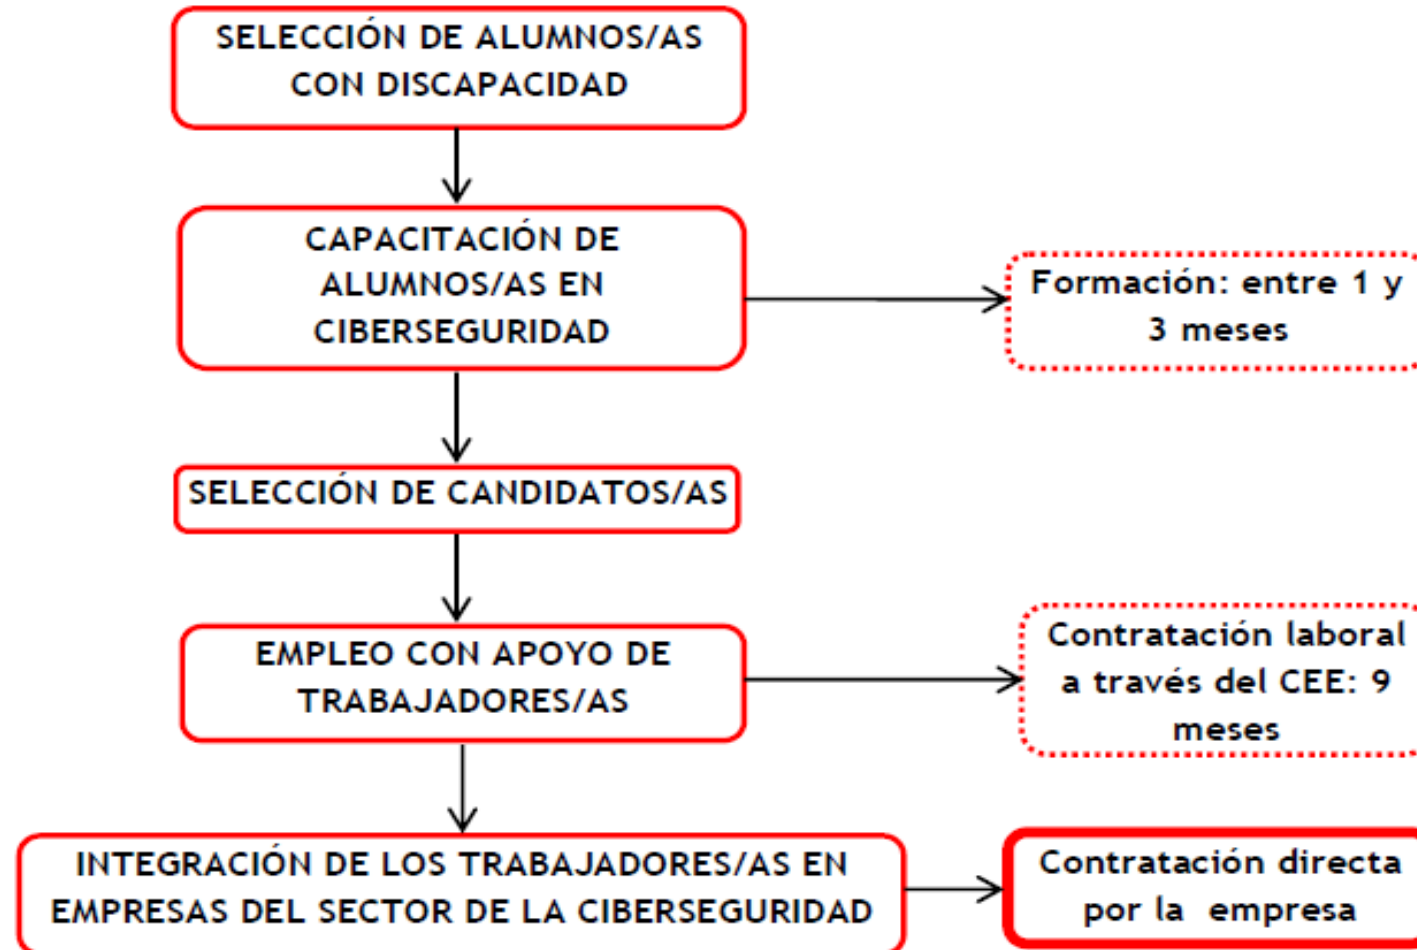 SELECCIÓN DE ALUMNOS/AS
CON DISCAPACIDAD
CAPACITACIÓN DE
ALUMNOS/AS EN
CIBERSEGURIDAD
Formación: entre 1 y
3 meses
SELECCIÓN DE CANDIDATOS/AS
EMPLEO CON APOYO DE
TRABAJADORES/AS
Contratación laboral
a través del CEE: 9
meses
INTEGRACIÓN DE LOS TRABAJADORES/AS EN
EMPRESAS DEL SECTOR DE LA CIBERSEGURIDAD
Contratación directa
por la empresa